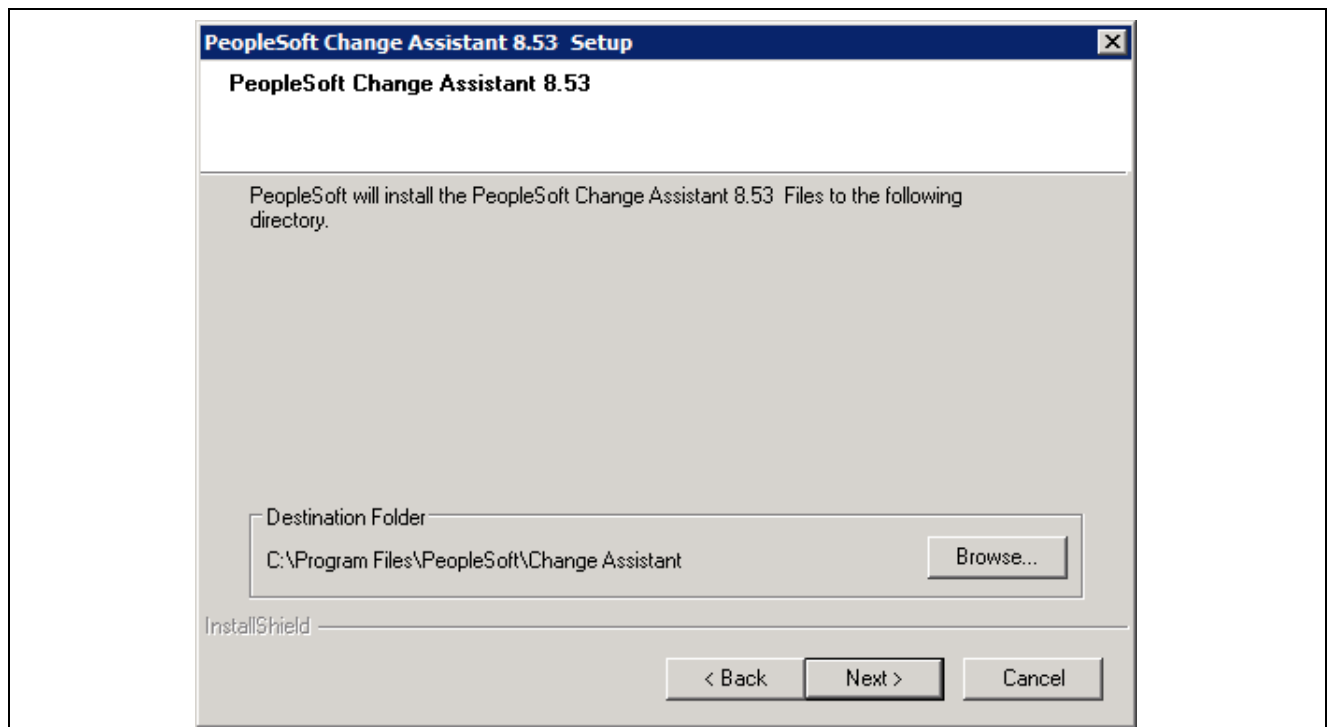 PeopleSoft Change Assistant 8.53 Setup
PeopleSoft Change Assistant 8.53
PeopleSoft will install the PeopleSoft Change Assistant 8.53 Files to the following
directory.
Destination Folder
C:\Program Files\PeopleSoft\Change Assistant
Browse...
InstallShield
< Back
Next >
Cancel